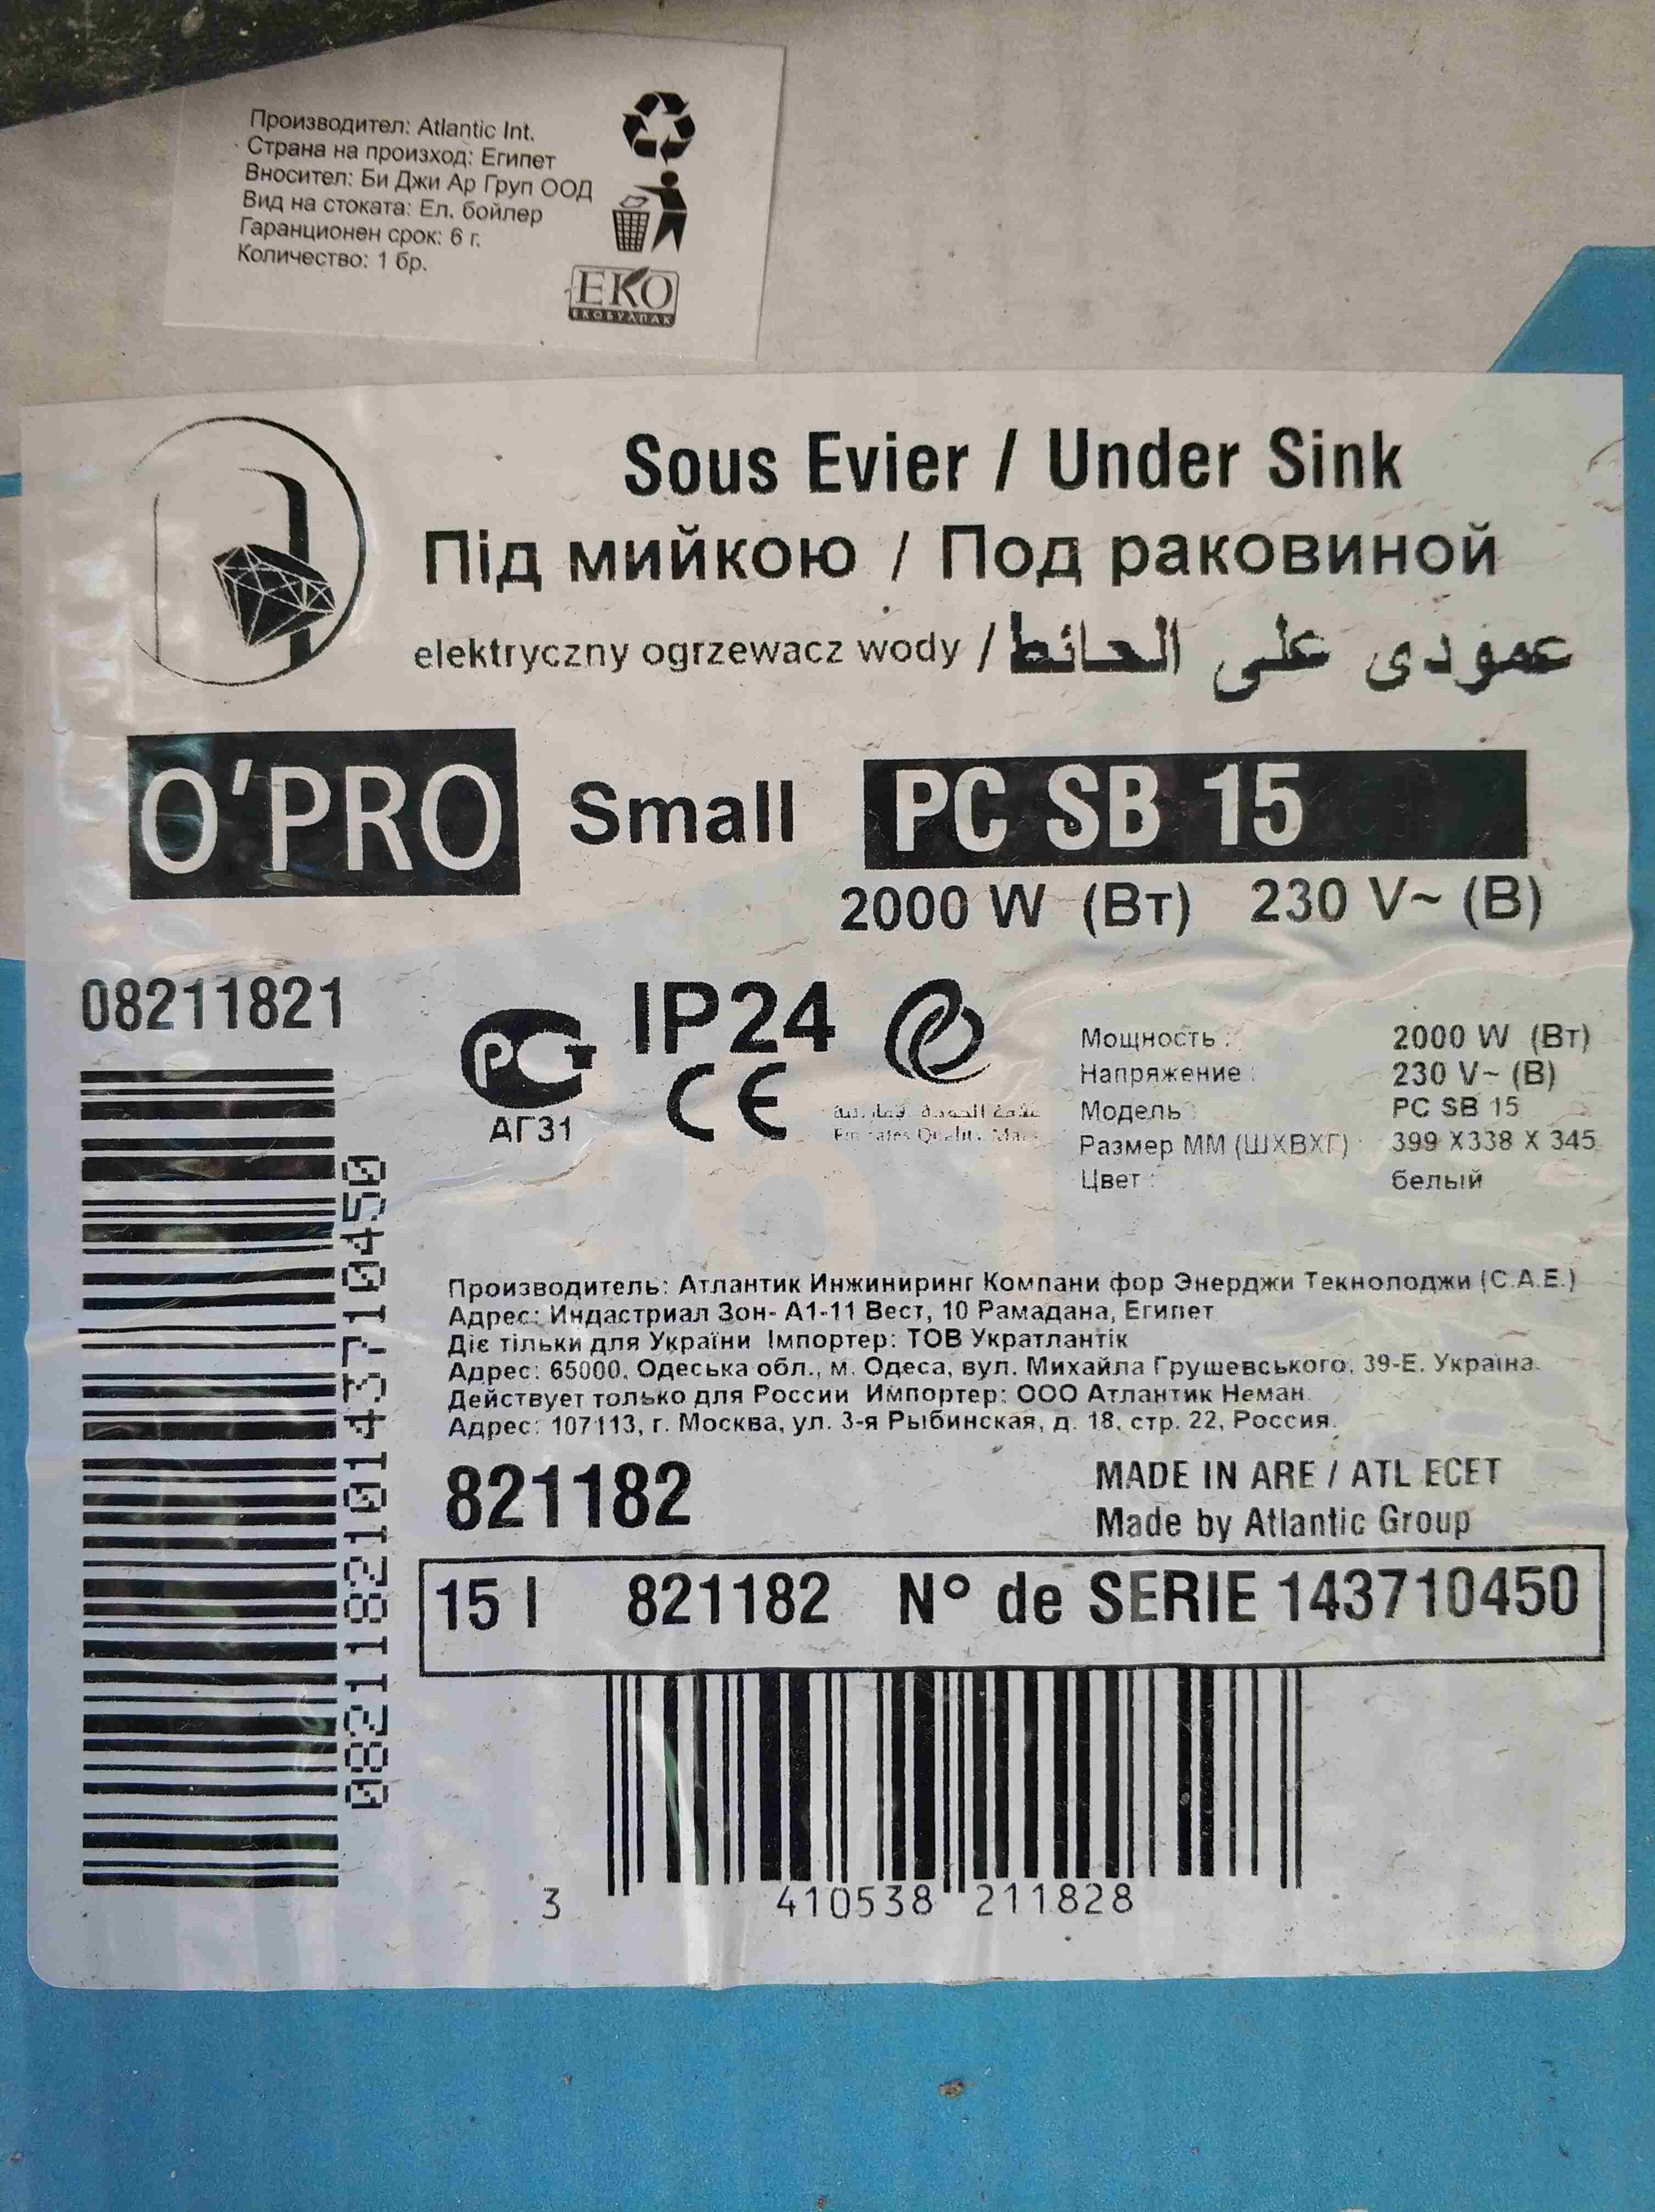 Производител: Atlantic Int.
Страна на произход: Египет
Вносител: Би Джи Ар Груп ООД
Вид на стоката: Ел. бойлер
Гаранционен срок: 6 г.
Количество: 1 бр.
EKO
ЕКОБУЛПАК
Sous Evier / Under Sink
Під мийкою / Под раковиной
elektryczny ogrzewacz wody / عمودى على الحائط
O'PRO Small PC SB 15
2000 W (Вт) 230 V~ (В)
08211821
IP24
CE
АГ31
Emirates Quality Mark
Мощность : 2000 W (Вт)
Напряжение : 230 V~ (В)
Модель : PC SB 15
Размер ММ (ШХВХГ) : 399 X338 X 345
Цвет : белый
Производитель: Атлантик Инжиниринг Компани фор Энерджи Текнолоджи (С.А.Е.)
Адрес: Индастриал Зон- А1-11 Вест, 10 Рамадана, Египет
Діє тільки для України Імпортер: ТОВ Укратлантік
Адрес: 65000, Одеська обл., м. Одеса, вул. Михайла Грушевського, 39-Е. Україна.
Действует только для России Импортер: ООО Атлантик Неман.
Адрес: 107113, г. Москва, ул. 3-я Рыбинская, д. 18, стр. 22, Россия.
821182
MADE IN ARE / ATL ECET
Made by Atlantic Group
15 l 821182 N° de SERIE 143710450
08211821 0143710450
3 410538 211828